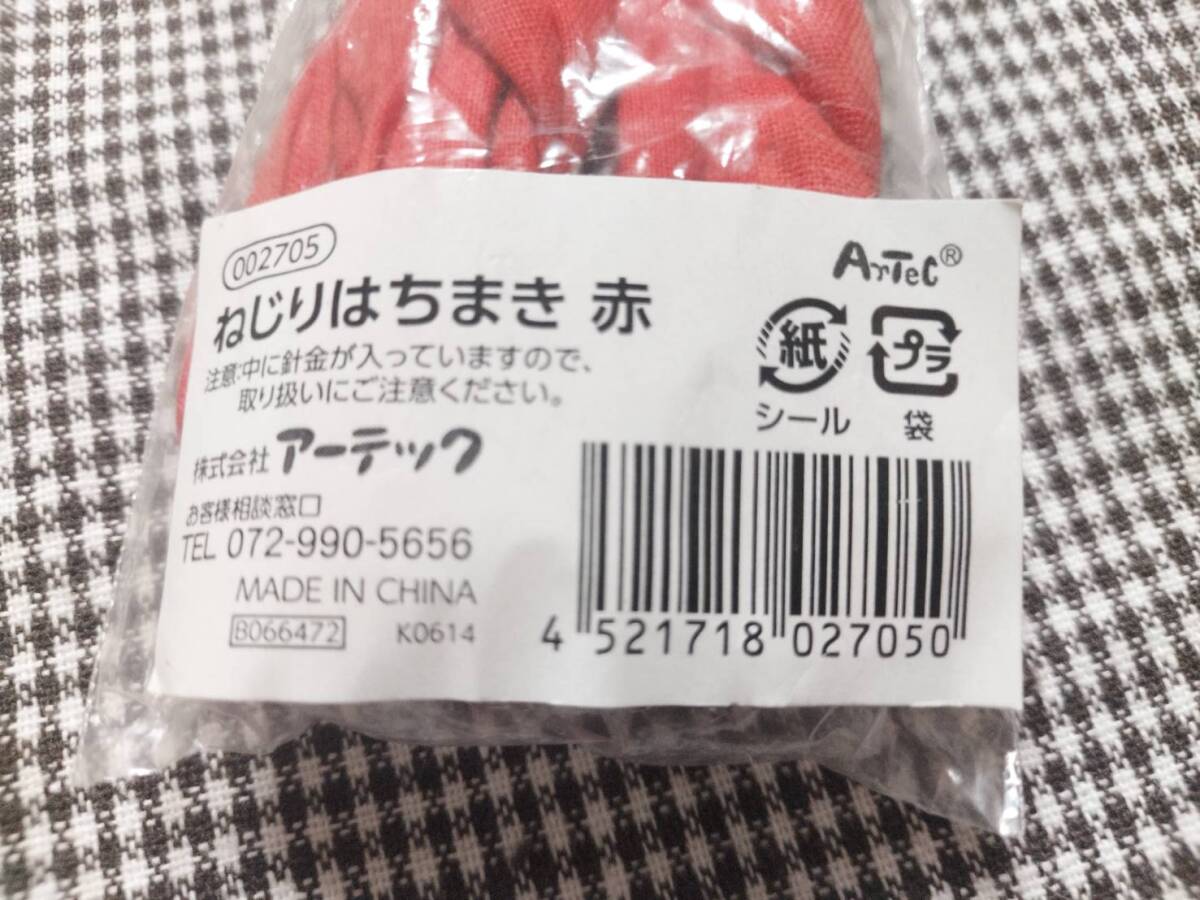 002705
ねじりはちまき 赤
注意:中に針金が入っていますので、
取り扱いにご注意ください。
株式会社 アーテック
お客様相談窓口
TEL 072-990-5656
MADE IN CHINA
B066472 K0614
ArTeC®
紙 プラ
シール 袋
4 521718 027050